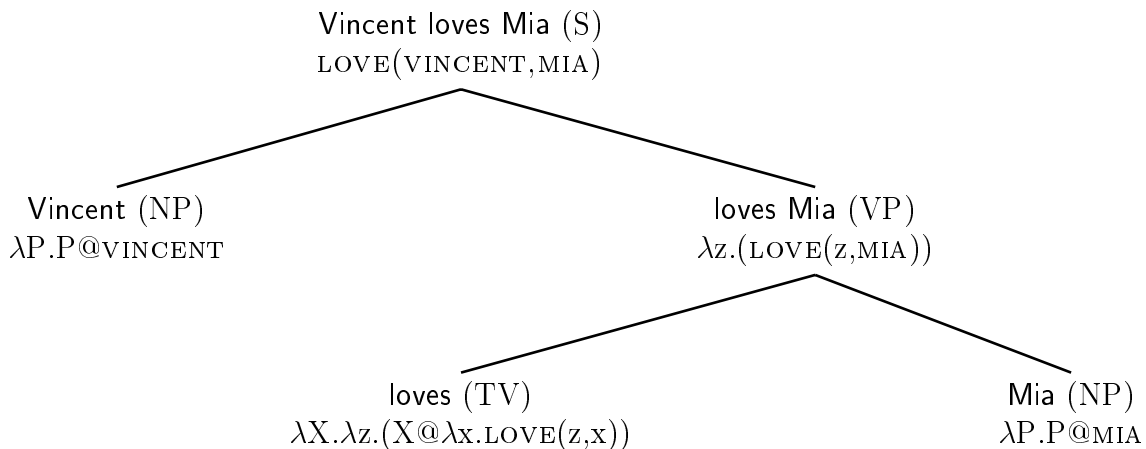 Vincent loves Mia (S)
LOVE(VINCENT,MIA)
Vincent (NP)
λP.P@VINCENT
loves Mia (VP)
λz.(LOVE(z,MIA))
loves (TV)
λX.λz.(X@λx.LOVE(z,x))
Mia (NP)
λP.P@MIA